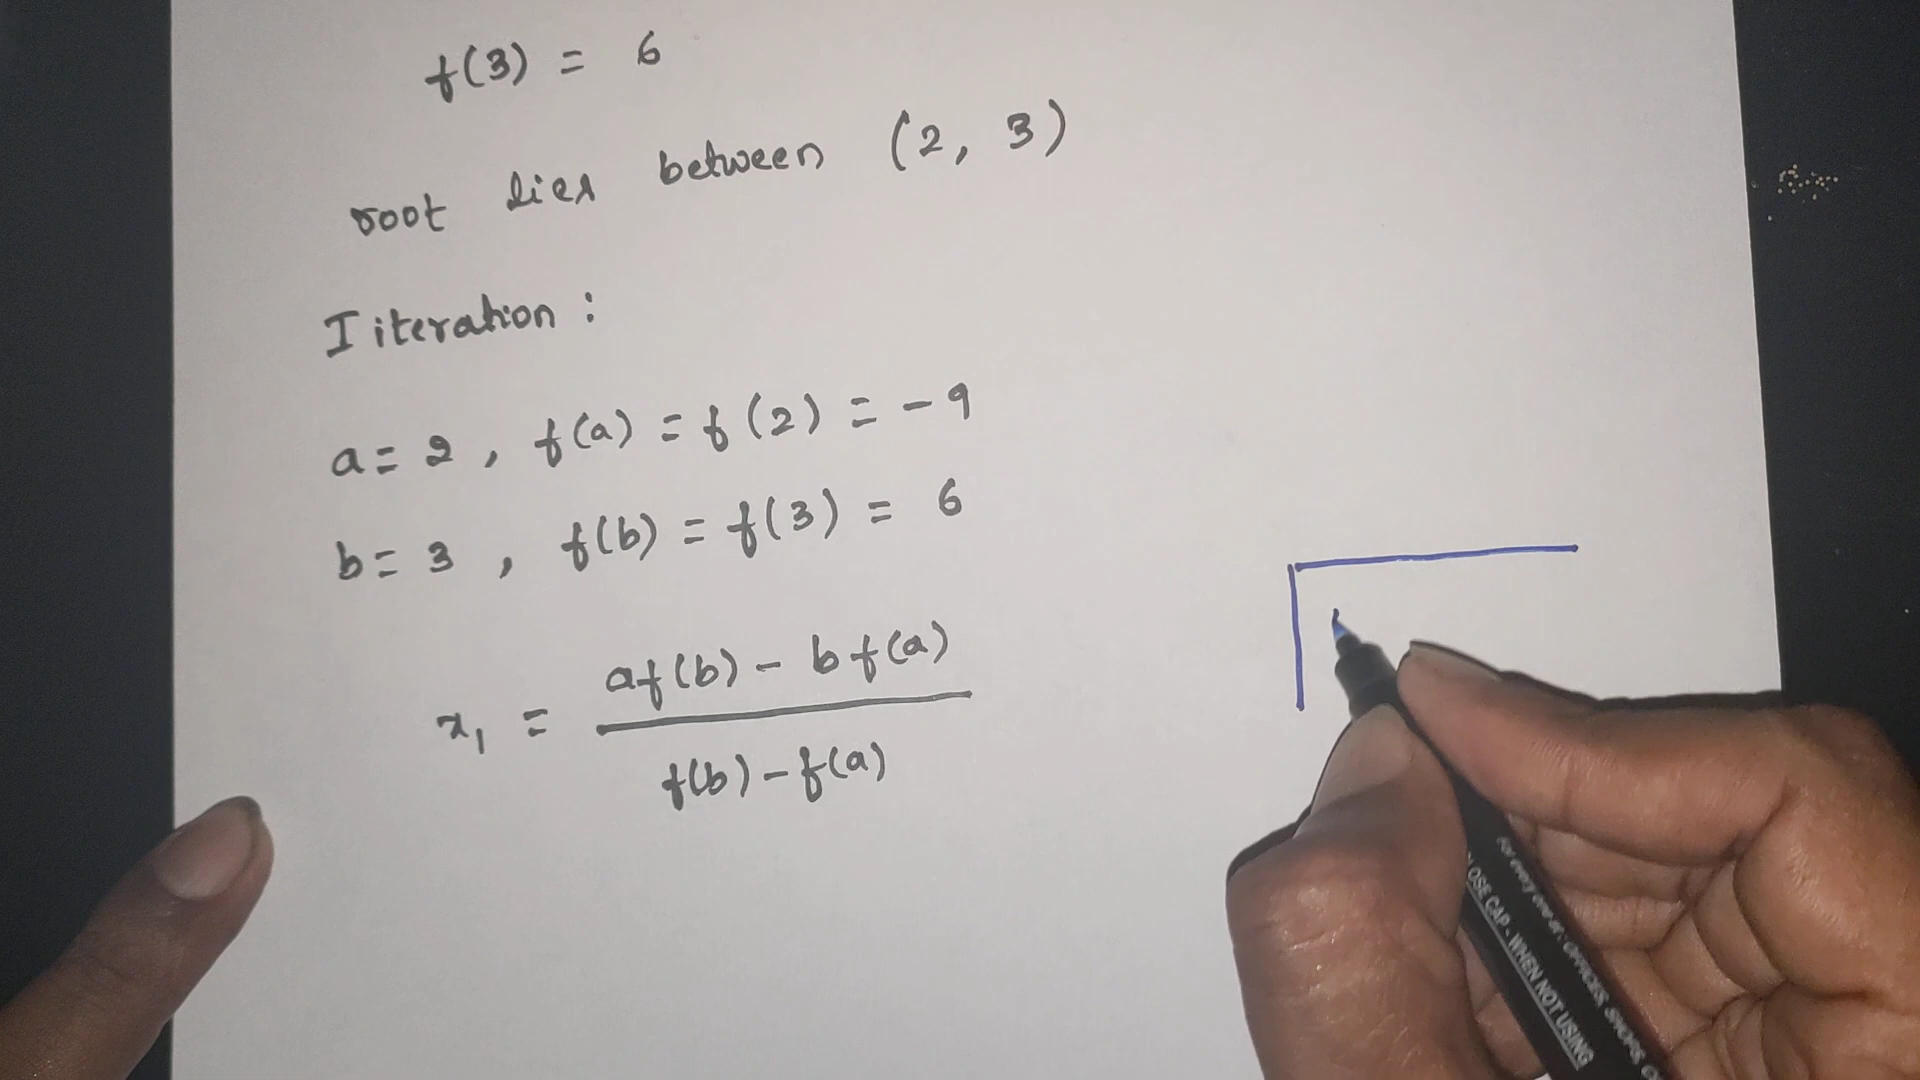 f(3) = 6
root lies between (2, 3)
I iteration :
a = 2 , f(a) = f(2) = -9
b = 3 , f(b) = f(3) = 6
x₁ = af(b) - bf(a)
f(b) - f(a)
OSE CAP - WHEN NOT USING